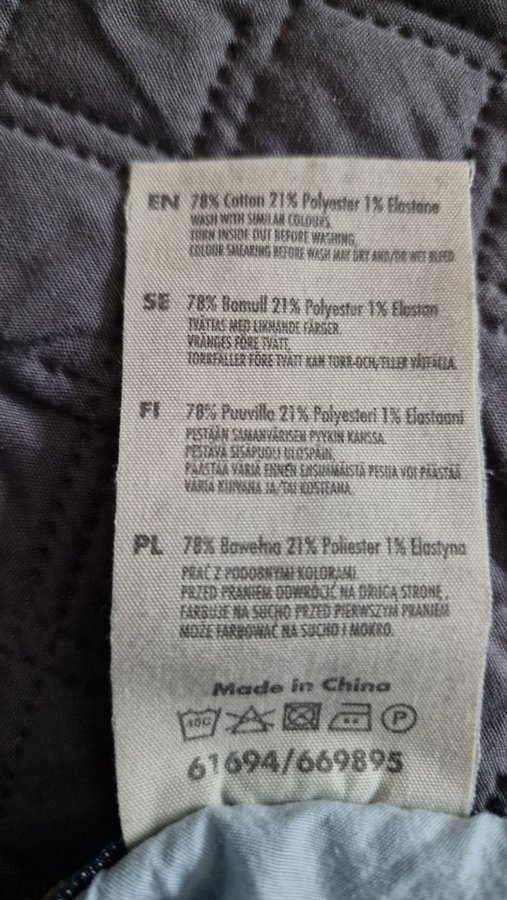 EN 78% Cotton 21% Polyester 1% Elastane
WASH WITH SIMILAR COLOURS.
TURN INSIDE OUT BEFORE WASHING,
COLOUR SMEARING BEFORE WASH MAY DRY AND/OR WET BLEED
SE 78% Bomull 21% Polyester 1% Elastan
TVÄTTAS MED LIKNANDE FÄRGER.
VRÄNGES FÖRE TVÄTT,
TORRFÄLLER FÖRE TVÄTT KAN TORR-OCH/ELLER VÅTFÄLLA.
FI 78% Puuvilla 21% Polyesteri 1% Elastaani
PESTÄÄN SAMANVÄRISEN PYYKIN KANSSA.
PESTÄVÄ SISÄPUOLI ULOSPÄIN.
PÄÄSTÄÄ VÄRIÄ ENNEN ENSIMMÄISTÄ PESUA VOI PÄÄSTÄÄ
VÄRIÄ KUIVANA JA/TAI KOSTEANA.
PL 78% Bawełna 21% Poliester 1% Elastyna
PRAĆ Z PODOBNYMI KOLORAMI.
PRZED PRANIEM ODWRÓCIĆ NA DRUGĄ STRONĘ,
FARBUJE NA SUCHO PRZED PIERWSZYM PRANIEM
MOŻE FARBOWAĆ NA SUCHO I MOKRO.
Made in China
40C P
61694/669895